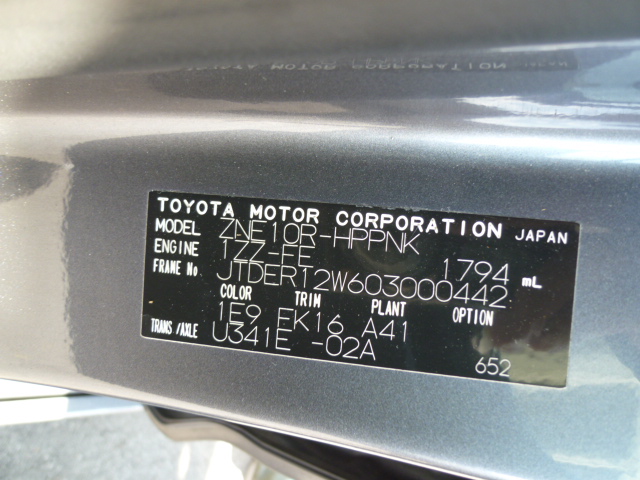 TOYOTA MOTOR CORPORATION JAPAN
MODEL ZNE10R-HPPNK
ENGINE 1ZZ-FE 1794 mL
FRAME No. JTDER12W603000442
COLOR TRIM PLANT OPTION
1E9 FK16 A41
TRANS/AXLE U341E -02A
652